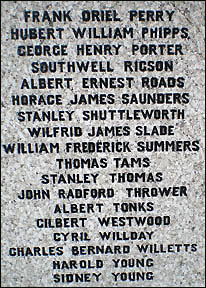 FRANK ORIEL PERRY
HUBERT WILLIAM PHIPPS
GEORGE HENRY PORTER
SOUTHWELL RIGSON
ALBERT ERNEST ROADS
HORACE JAMES SAUNDERS
STANLEY SHUTTLEWORTH
WILFRID JAMES SLADE
WILLIAM FREDERICK SUMMERS
THOMAS TAMS
STANLEY THOMAS
JOHN RADFORD THROWER
ALBERT TONKS
GILBERT WESTWOOD
CYRIL WILLDAY
CHARLES BERNARD WILLETTS
HAROLD YOUNG
SIDNEY YOUNG